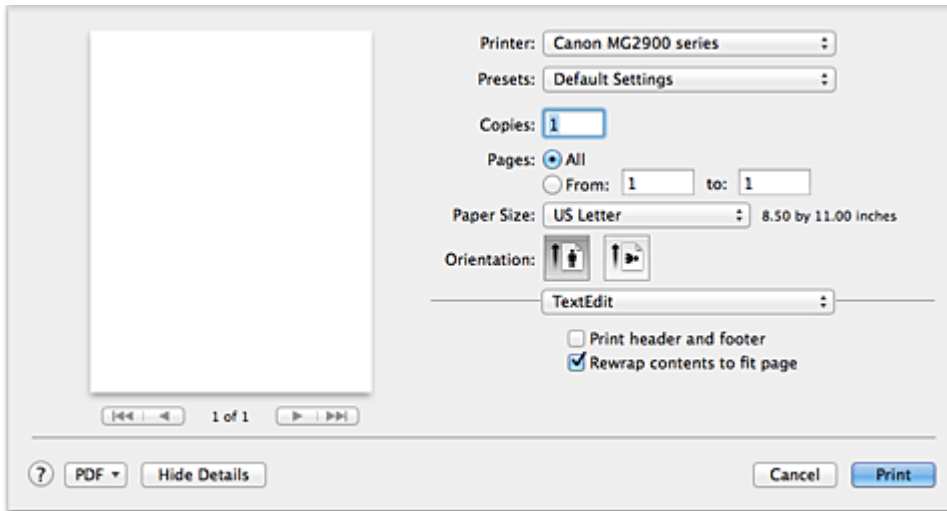 Printer: Canon MG2900 series
Presets: Default Settings
Copies: 1
Pages: All
From: 1 to: 1
Paper Size: US Letter 8.50 by 11.00 inches
Orientation:
TextEdit
Print header and footer
Rewrap contents to fit page
1 of 1
? PDF Hide Details Cancel Print